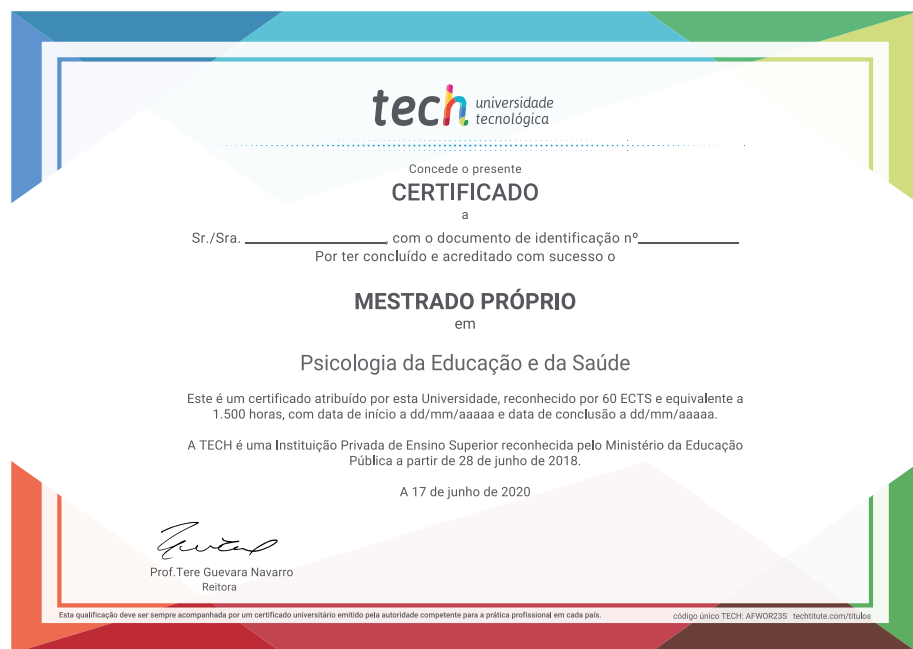 tech universidade
tecnológica
Concede o presente
CERTIFICADO
a
Sr./Sra. ____________________, com o documento de identificação nº______________
Por ter concluído e acreditado com sucesso o
MESTRADO PRÓPRIO
em
Psicologia da Educação e da Saúde
Este é um certificado atribuído por esta Universidade, reconhecido por 60 ECTS e equivalente a
1.500 horas, com data de início a dd/mm/aaaaa e data de conclusão a dd/mm/aaaaa.
A TECH é uma Instituição Privada de Ensino Superior reconhecida pelo Ministério da Educação
Pública a partir de 28 de junho de 2018.
A 17 de junho de 2020
Prof.Tere Guevara Navarro
Reitora
Esta qualificação deve ser sempre acompanhada por um certificado universitário emitido pela autoridade competente para a prática profissional em cada país.
código único TECH: AFWOR23S techtitute.com/titulos